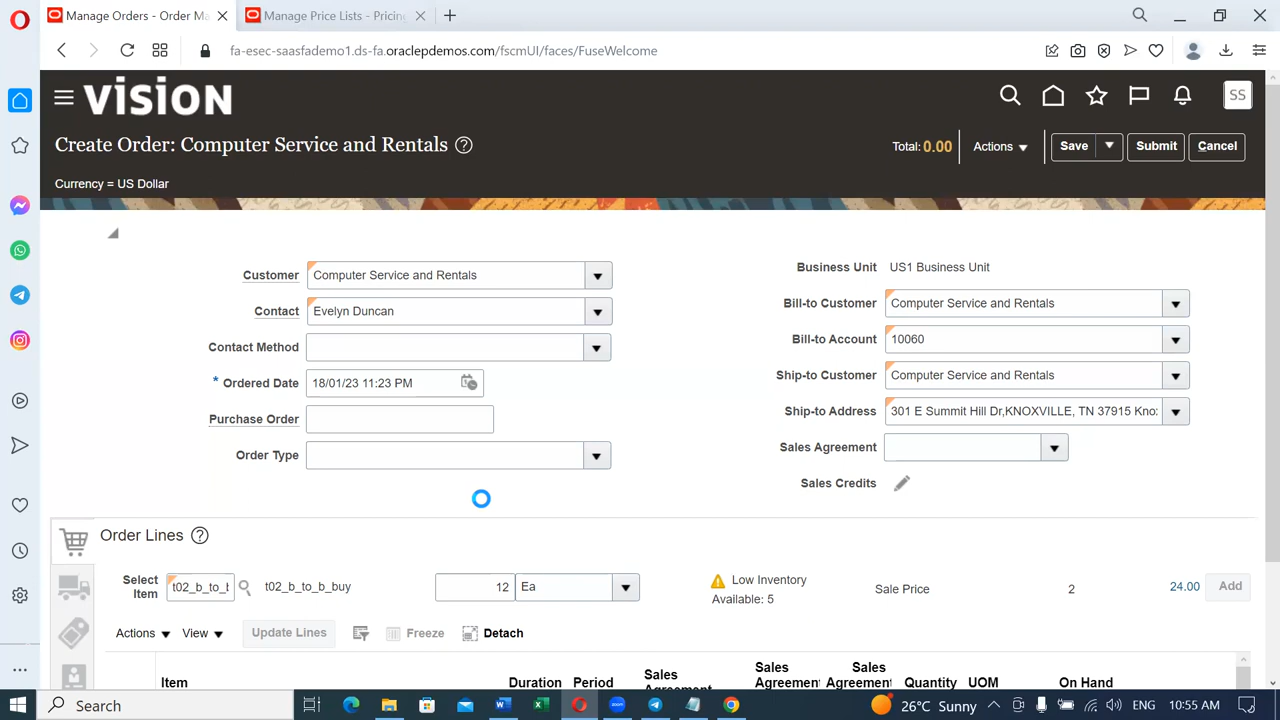 Manage Orders - Order Ma
Manage Price Lists - Pricing
fa-esec-saasfademo1.ds-fa.oraclepdemos.com/fscmUI/faces/FuseWelcome
VISION
SS
Create Order: Computer Service and Rentals
Total: 0.00
Actions
Save
Submit
Cancel
Currency = US Dollar
Customer Computer Service and Rentals
Contact Evelyn Duncan
Contact Method
* Ordered Date 18/01/23 11:23 PM
Purchase Order
Order Type
Business Unit US1 Business Unit
Bill-to Customer Computer Service and Rentals
Bill-to Account 10060
Ship-to Customer Computer Service and Rentals
Ship-to Address 301 E Summit Hill Dr,KNOXVILLE, TN 37915 Kno
Sales Agreement
Sales Credits
Order Lines
Select Item t02_b_to_b t02_b_to_b_buy 12 Ea
Low Inventory
Available: 5
Sale Price 2 24.00 Add
Actions View Update Lines Freeze Detach
Item Duration Period Sales Agreement Sales Agreement Sales Agreement Quantity UOM On Hand
Search
26°C Sunny
ENG
10:55 AM